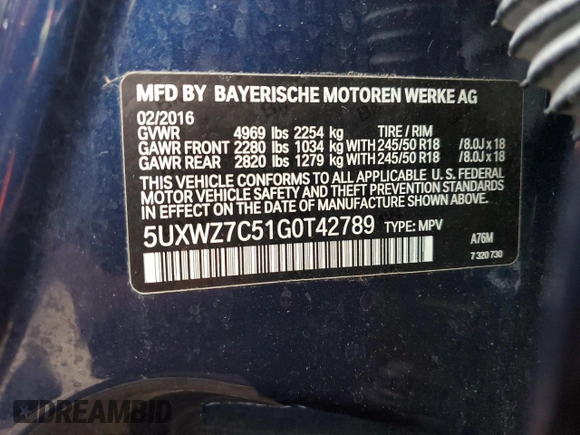 MFD BY BAYERISCHE MOTOREN WERKE AG
02/2016
GVWR 4969 lbs 2254 kg TIRE / RIM
GAWR FRONT 2280 lbs 1034 kg WITH 245/50 R18 / 8.0J x 18
GAWR REAR 2820 lbs 1279 kg WITH 245/50 R18 / 8.0J x 18
THIS VEHICLE CONFORMS TO ALL APPLICABLE U. S. FEDERAL
MOTOR VEHICLE SAFETY AND THEFT PREVENTION STANDARDS
IN EFFECT ON THE DATE OF MANUFACTURE SHOWN ABOVE.
5UXWZ7C51G0T42789 TYPE: MPV
A76M
7 320 730
DREAMBID